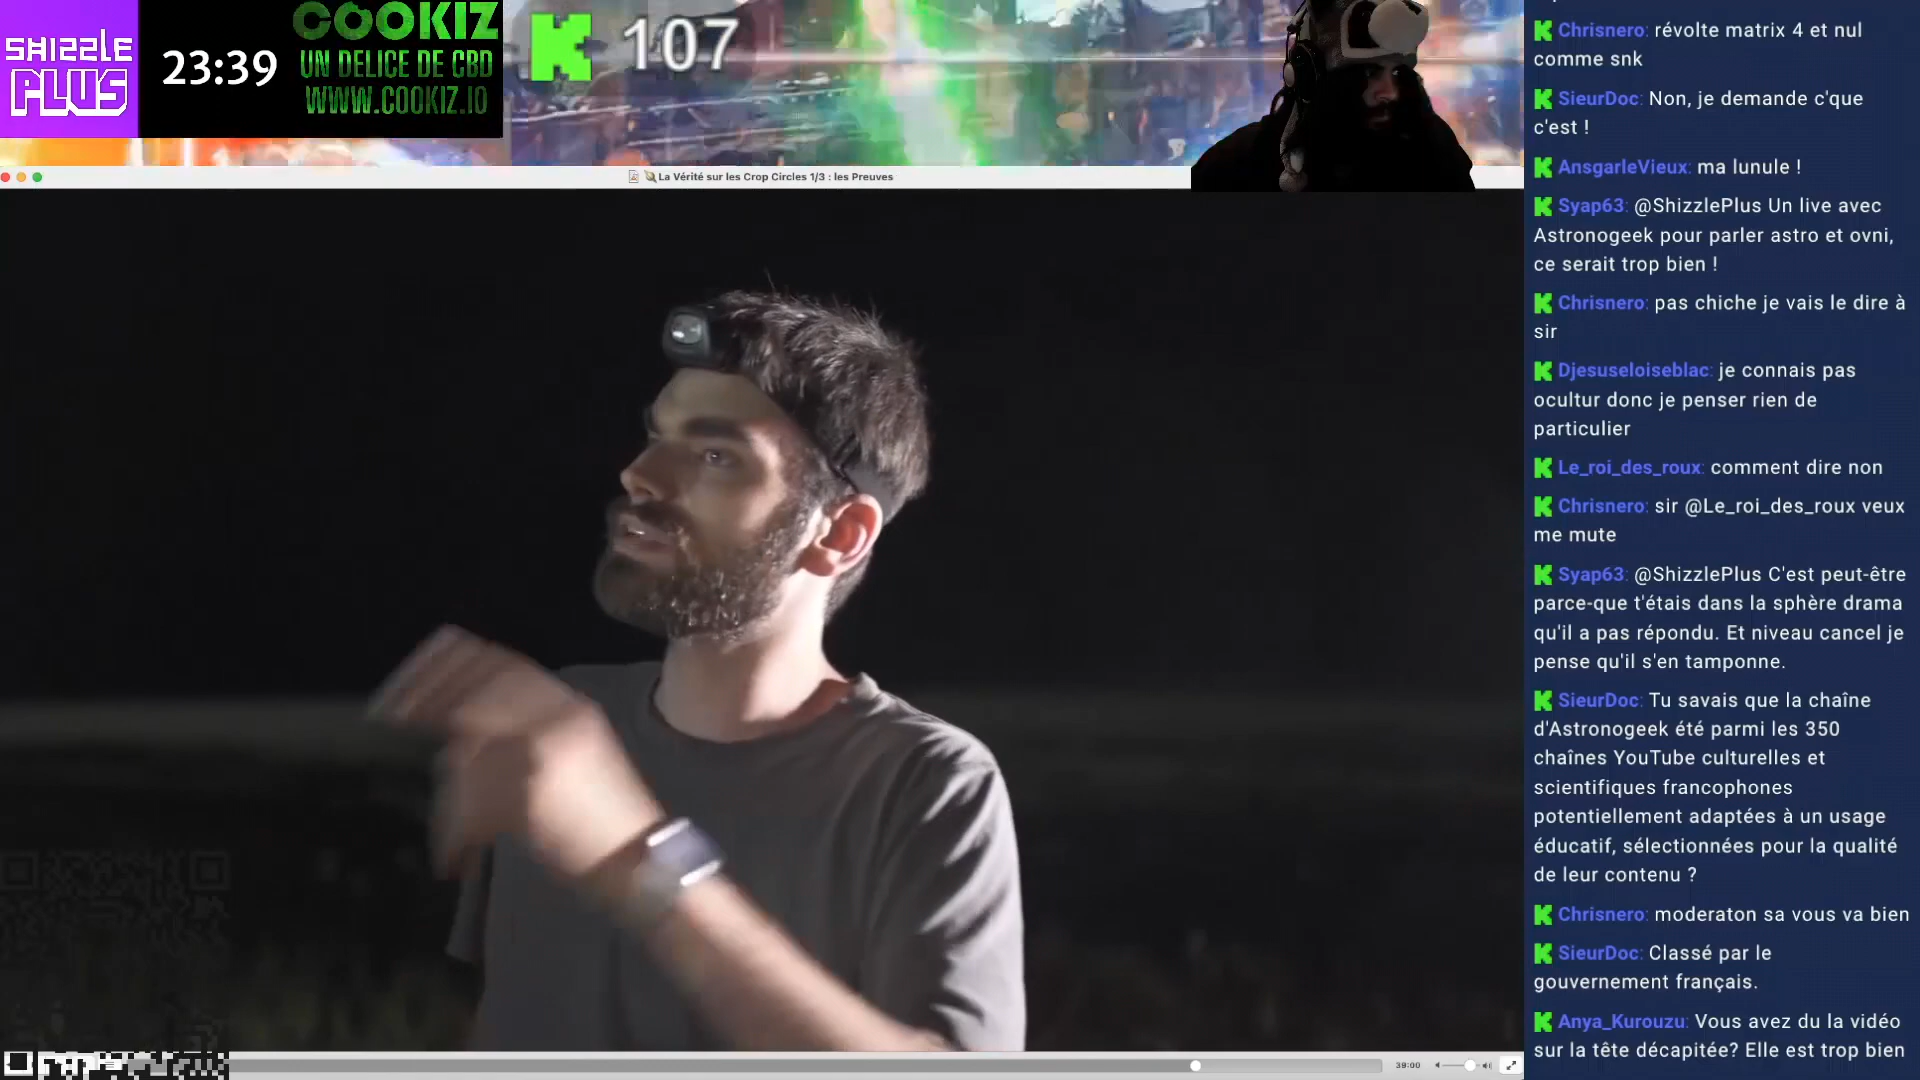 SHIZZLE
PLUS
23:39
COOKIZ
UN DELICE DE CBD
WWW.COOKIZ.IO
107
La Vérité sur les Crop Circles 1/3 : les Preuves
Chrisnero: révolte matrix 4 et nul
comme snk
SieurDoc: Non, je demande c'que
c'est !
AnsgarleVieux: ma lunule !
Syap63: @ShizzlePlus Un live avec
Astronogeek pour parler astro et ovni,
ce serait trop bien !
Chrisnero: pas chiche je vais le dire à
sir
Djesuseloiseblac: je connais pas
ocultur donc je penser rien de
particulier
Le_roi_des_roux: comment dire non
Chrisnero: sir @Le_roi_des_roux veux
me mute
Syap63: @ShizzlePlus C'est peut-être
parce-que t'étais dans la sphère drama
qu'il a pas répondu. Et niveau cancel je
pense qu'il s'en tamponne.
SieurDoc: Tu savais que la chaîne
d'Astronogeek été parmi les 350
chaînes YouTube culturelles et
scientifiques francophones
potentiellement adaptées à un usage
éducatif, sélectionnées pour la qualité
de leur contenu ?
Chrisnero: moderaton sa vous va bien
SieurDoc: Classé par le
gouvernement français.
Anya_Kurouzu: Vous avez du la vidéo
sur la tête décapitée? Elle est trop bien
39:00